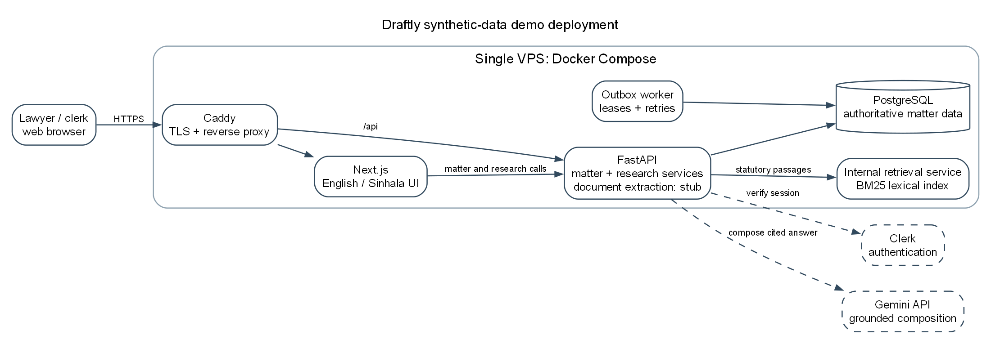 Draftly synthetic-data demo deployment
Single VPS: Docker Compose
Lawyer / clerk
web browser
HTTPS
Caddy
TLS + reverse proxy
/api
Next.js
English / Sinhala UI
matter and research calls
Outbox worker
leases + retries
FastAPI
matter + research services
document extraction: stub
PostgreSQL
authoritative matter data
statutory passages
Internal retrieval service
BM25 lexical index
verify session
compose cited answer
Clerk
authentication
Gemini API
grounded composition